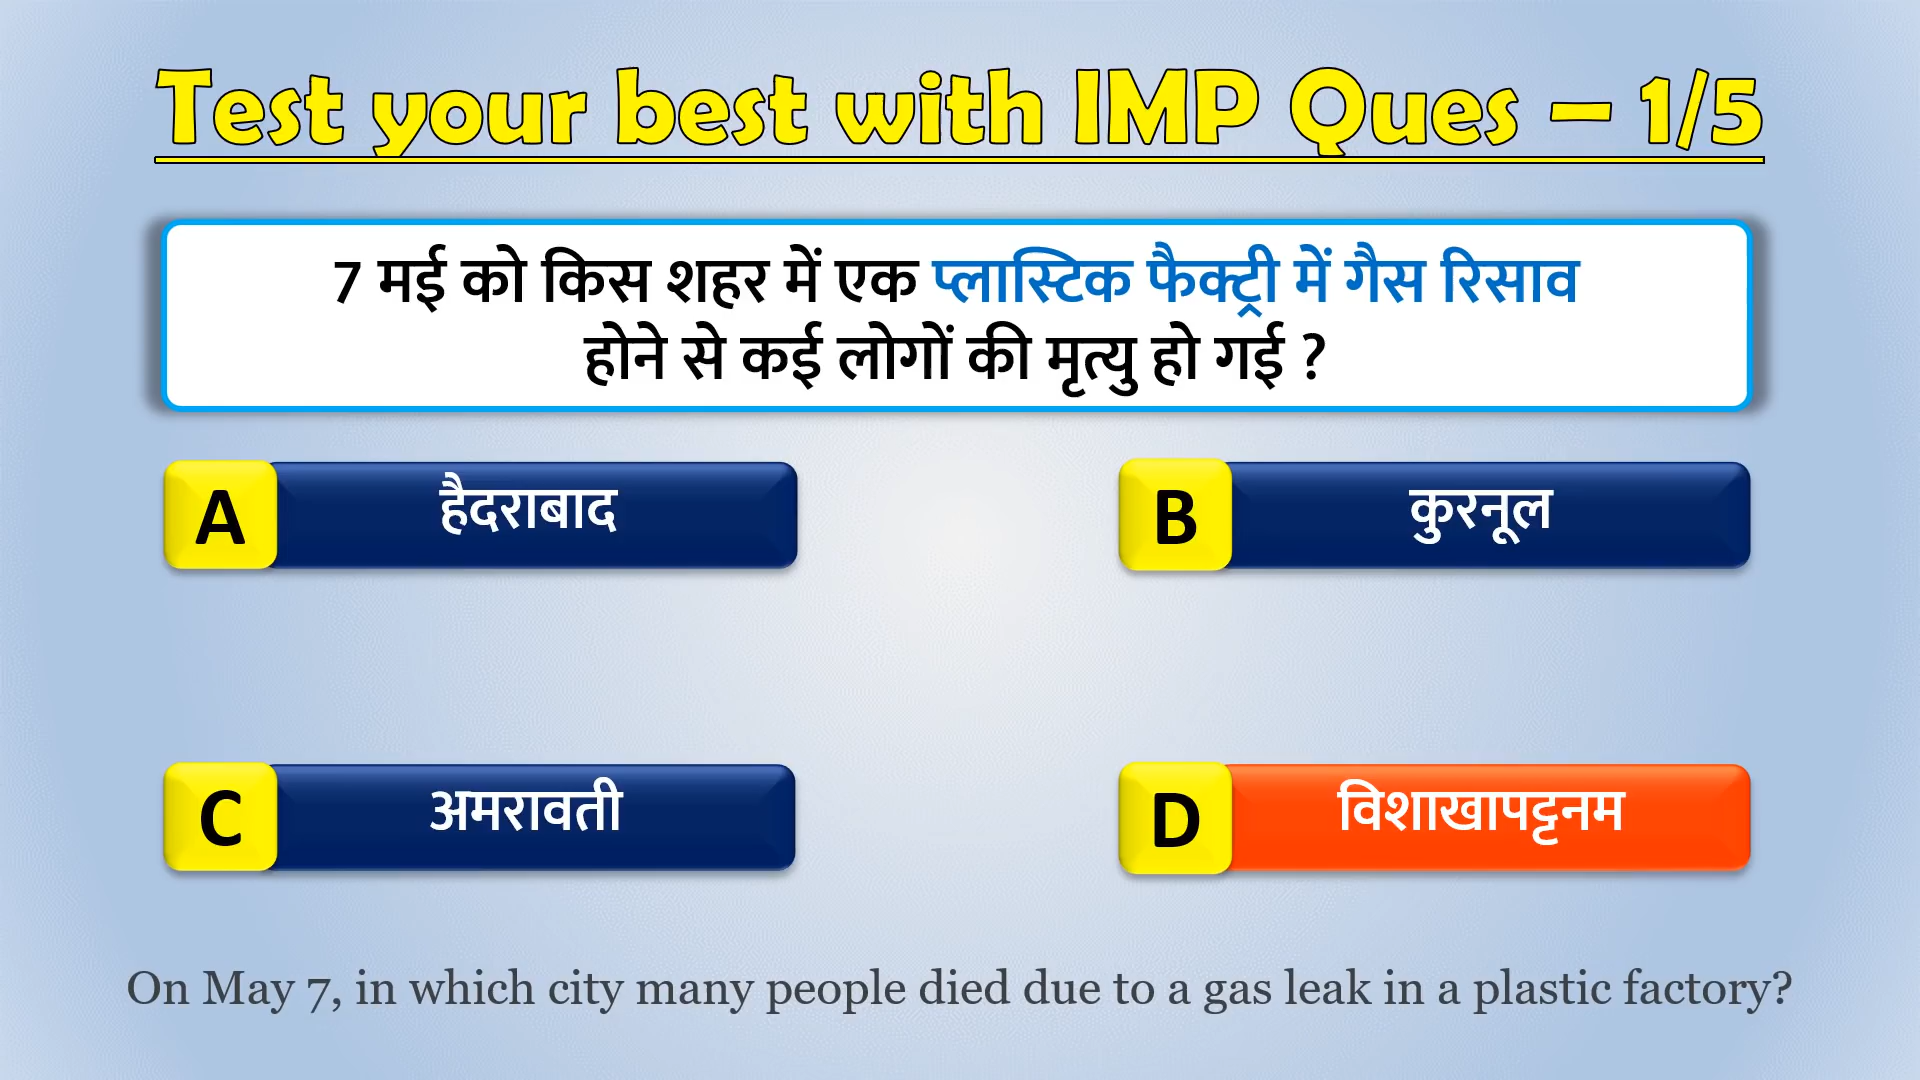 Test your best with IMP Ques – 1/5
7 मई को किस शहर में एक प्लास्टिक फैक्ट्री में गैस रिसाव
होने से कई लोगों की मृत्यु हो गई ?
A हैदराबाद
B कुरनूल
C अमरावती
D विशाखापट्टनम
On May 7, in which city many people died due to a gas leak in a plastic factory?